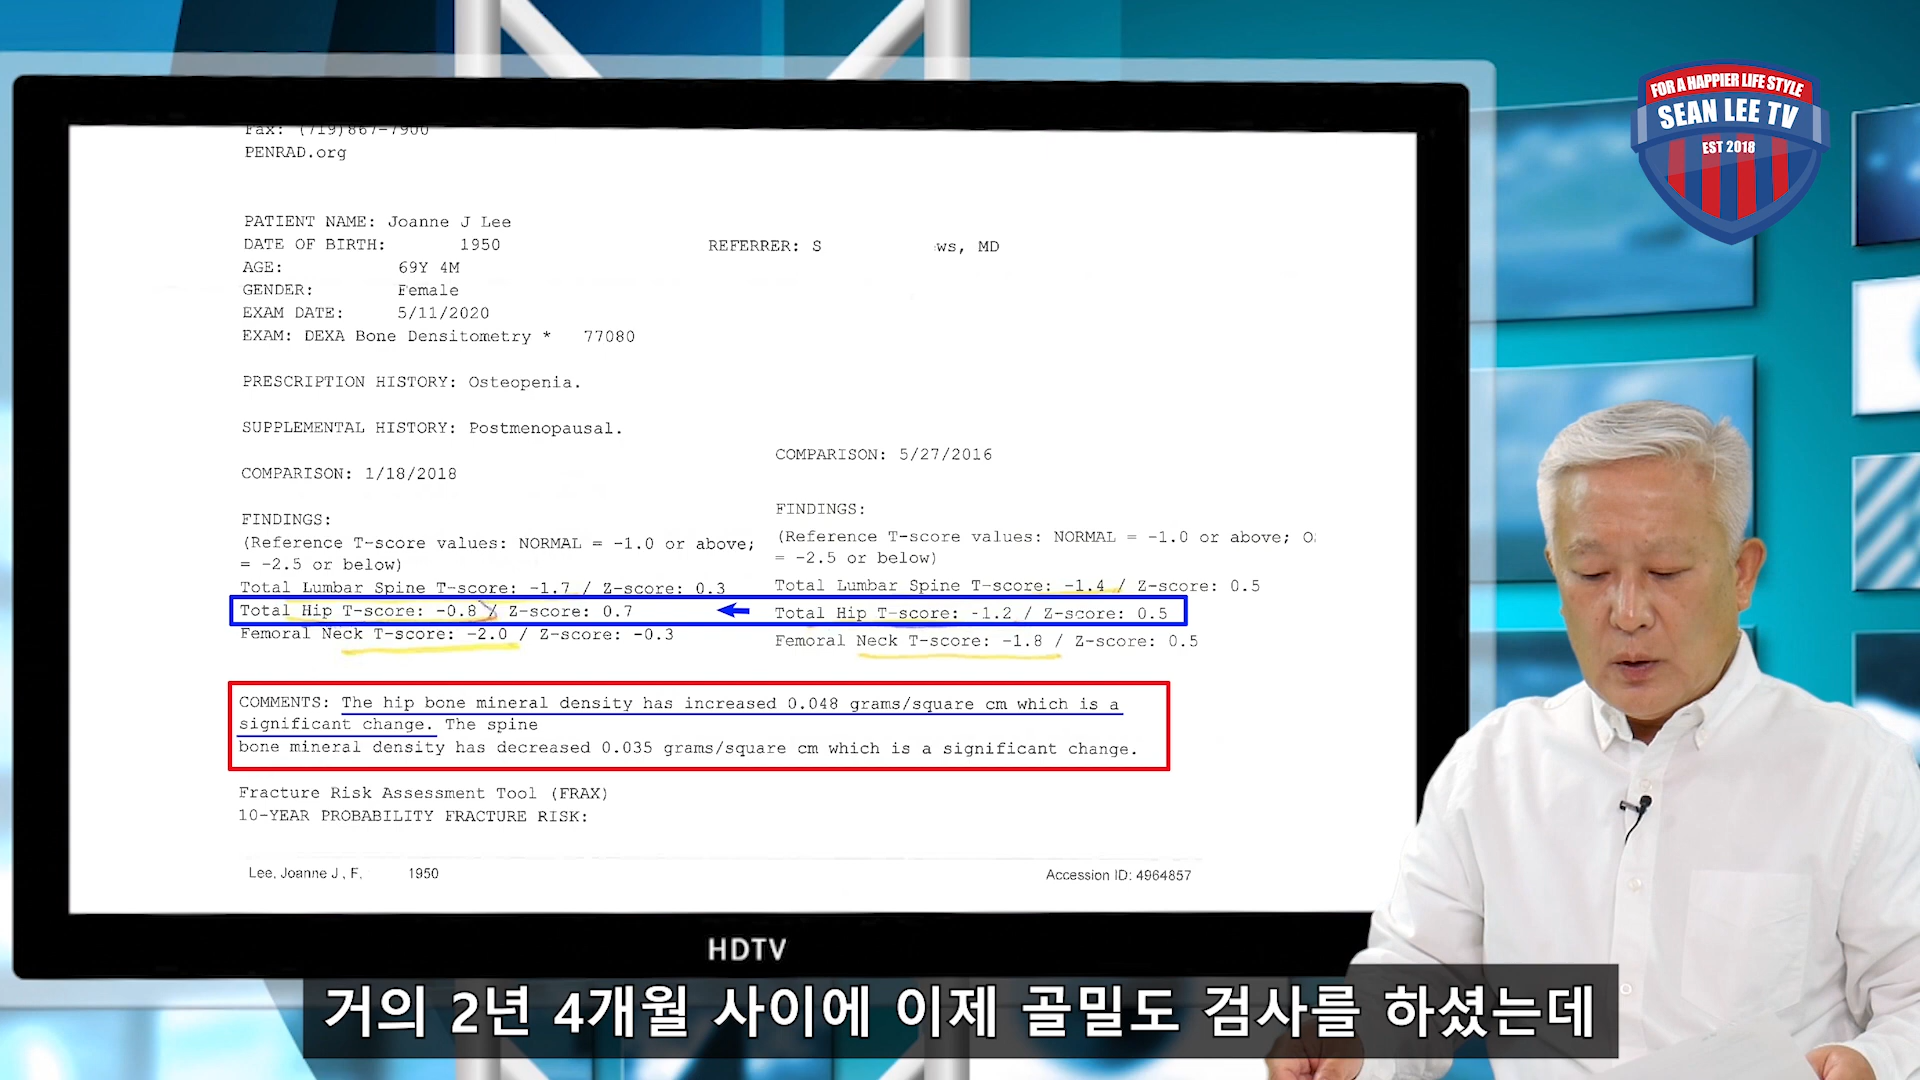 FOR A HAPPIER LIFE STYLE
SEAN LEE TV
EST 2018
Fax: (719)867-7900
PENRAD.org
PATIENT NAME: Joanne J Lee
DATE OF BIRTH: 1950
REFERRER: S ws, MD
AGE: 69Y 4M
GENDER: Female
EXAM DATE: 5/11/2020
EXAM: DEXA Bone Densitometry * 77080
PRESCRIPTION HISTORY: Osteopenia.
SUPPLEMENTAL HISTORY: Postmenopausal.
COMPARISON: 1/18/2018
FINDINGS:
(Reference T-score values: NORMAL = -1.0 or above;
= -2.5 or below)
Total Lumbar Spine T-score: -1.7 / Z-score: 0.3
Total Hip T-score: -0.8 / Z-score: 0.7
Femoral Neck T-score: -2.0 / Z-score: -0.3
COMPARISON: 5/27/2016
FINDINGS:
(Reference T-score values: NORMAL = -1.0 or above; O
= -2.5 or below)
Total Lumbar Spine T-score: -1.4 / Z-score: 0.5
Total Hip T-score: -1.2 / Z-score: 0.5
Femoral Neck T-score: -1.8 / Z-score: 0.5
COMMENTS: The hip bone mineral density has increased 0.048 grams/square cm which is a
significant change. The spine
bone mineral density has decreased 0.035 grams/square cm which is a significant change.
Fracture Risk Assessment Tool (FRAX)
10-YEAR PROBABILITY FRACTURE RISK:
Lee, Joanne J , F, 1950
Accession ID: 4964857
HDTV
거의 2년 4개월 사이에 이제 골밀도 검사를 하셨는데